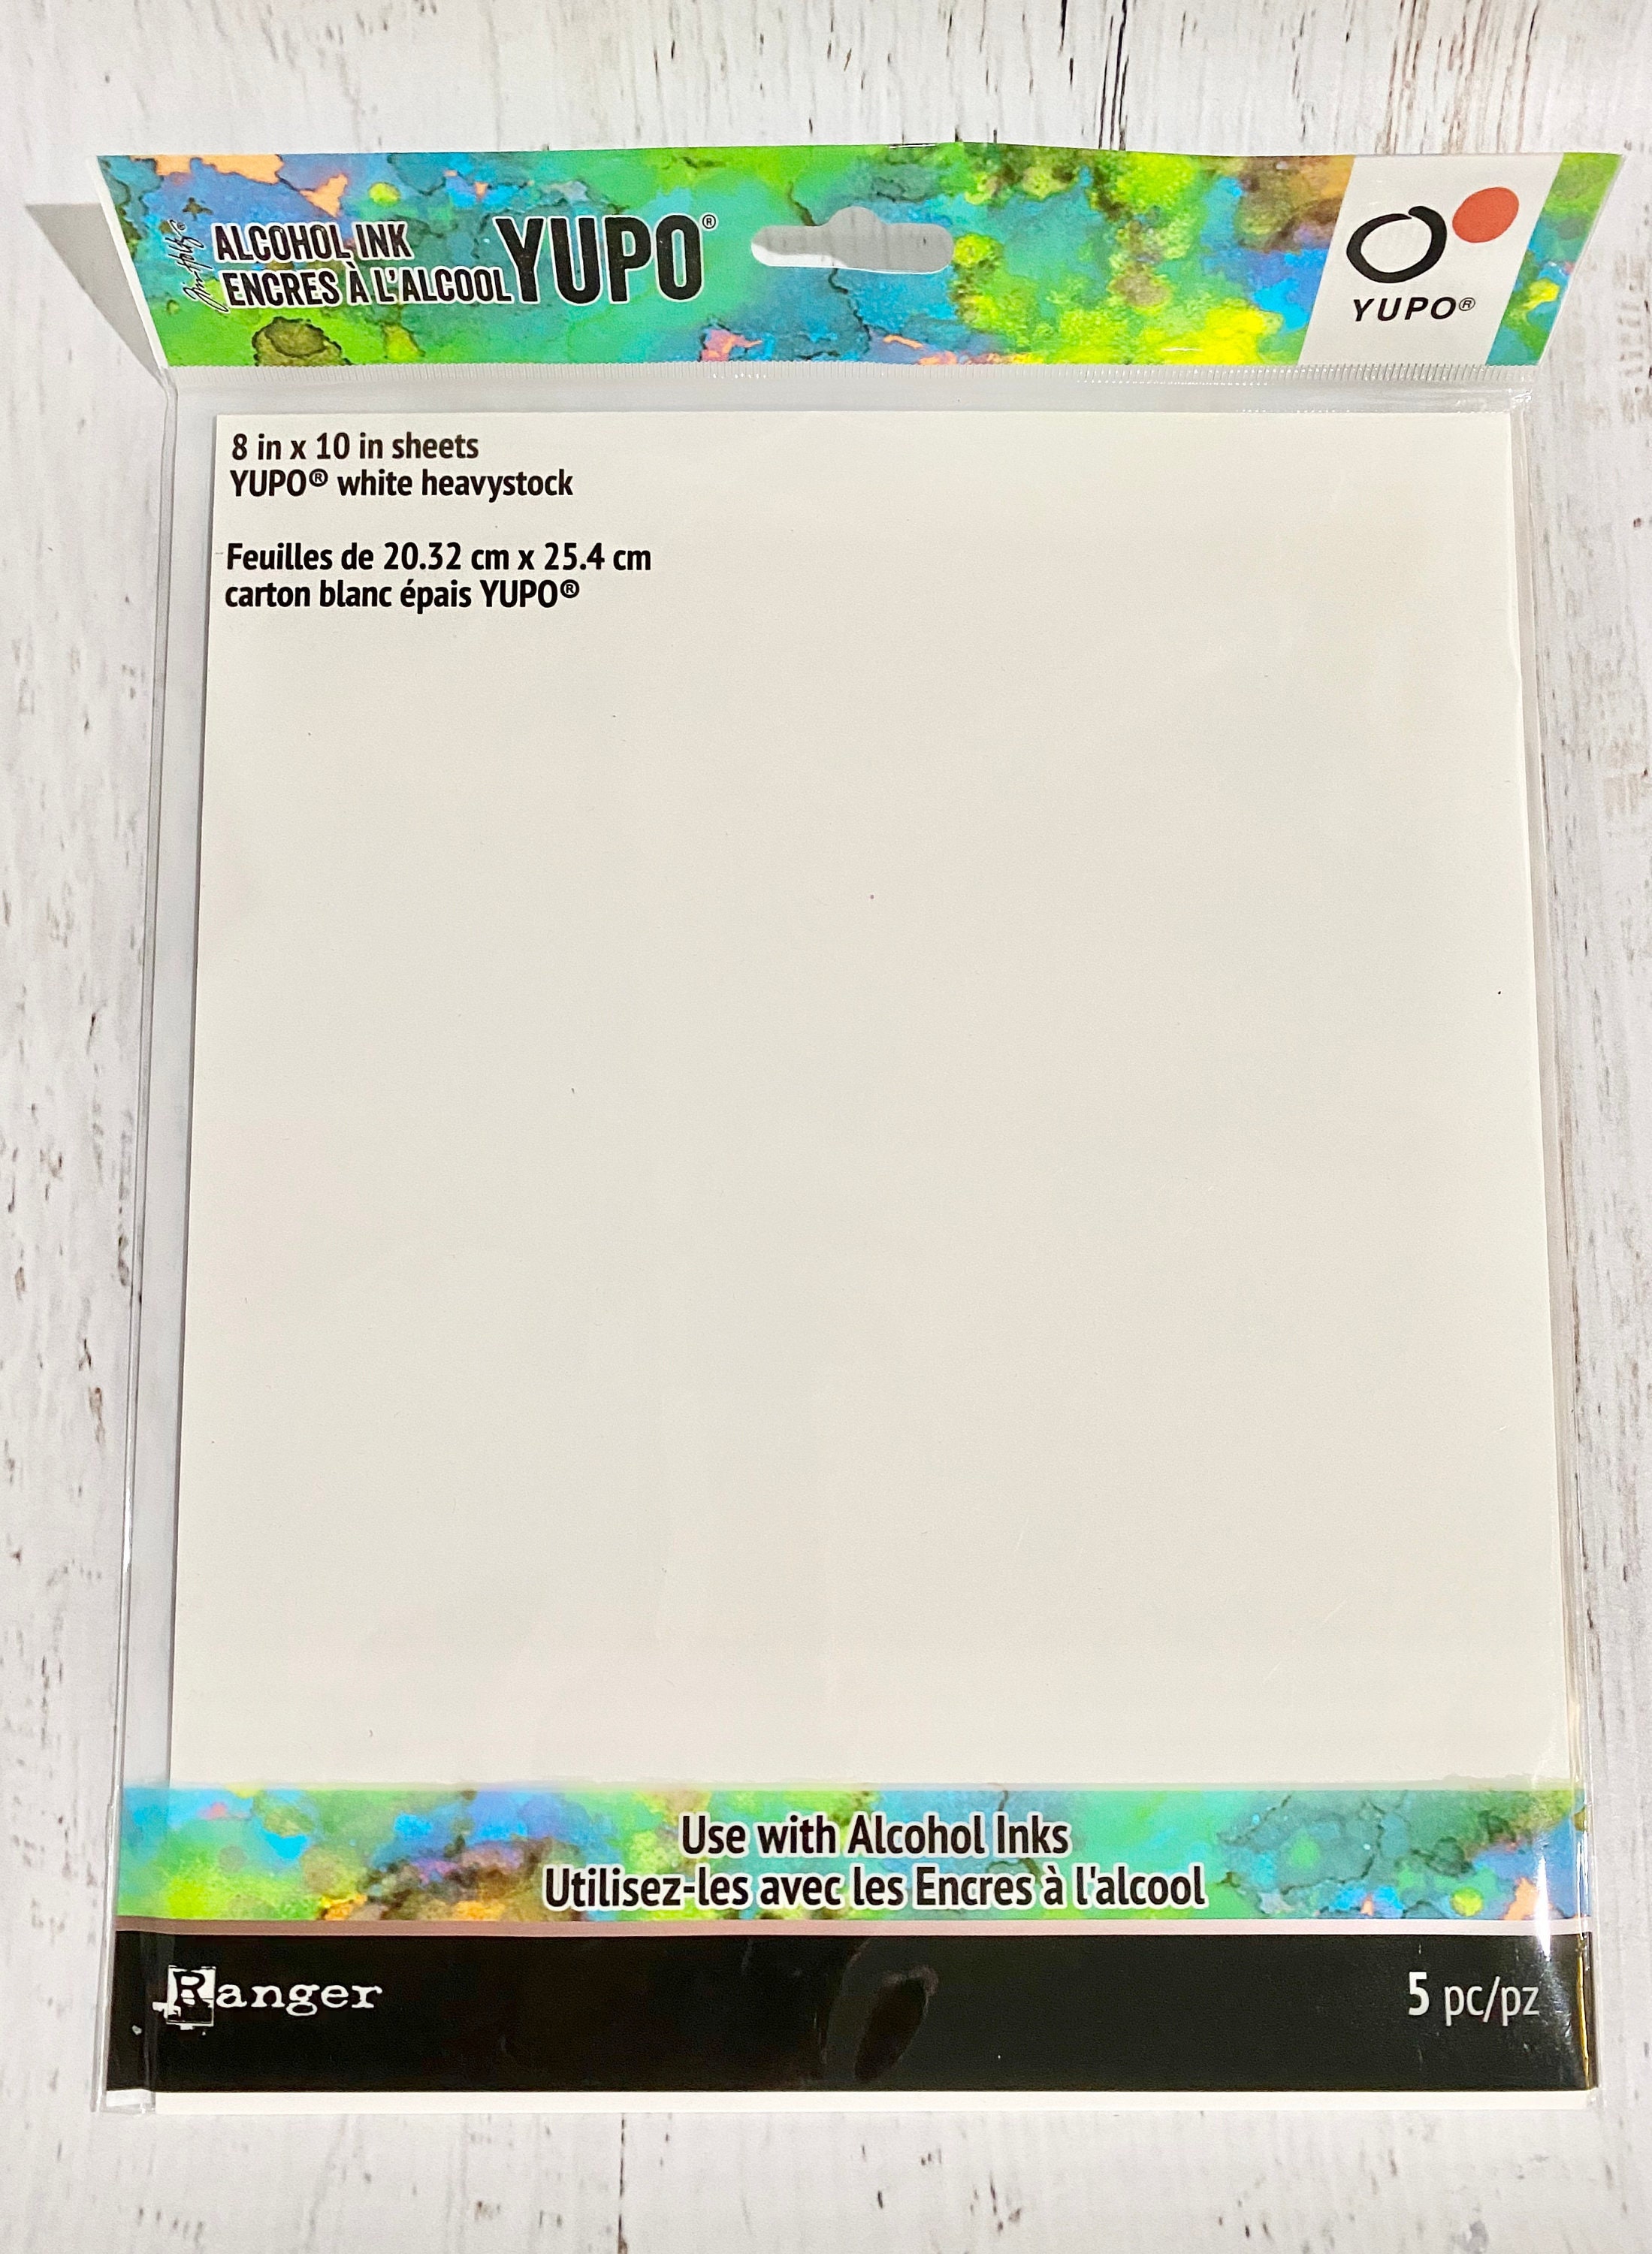 Tim Holtz®
ALCOHOL INK
ENCRES À L'ALCOOL
YUPO®
YUPO®
8 in x 10 in sheets
YUPO® white heavystock
Feuilles de 20.32 cm x 25.4 cm
carton blanc épais YUPO®
Use with Alcohol Inks
Utilisez-les avec les Encres à l'alcool
Ranger
5 pc/pz